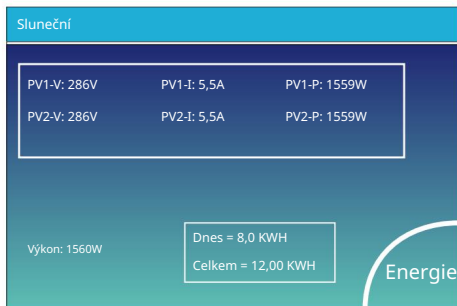 Sluneční
PV1-V: 286V PV1-I: 5,5A PV1-P: 1559W
PV2-V: 286V PV2-I: 5,5A PV2-P: 1559W
Výkon: 1560W
Dnes = 8,0 KWH
Celkem = 12,00 KWH
Energie